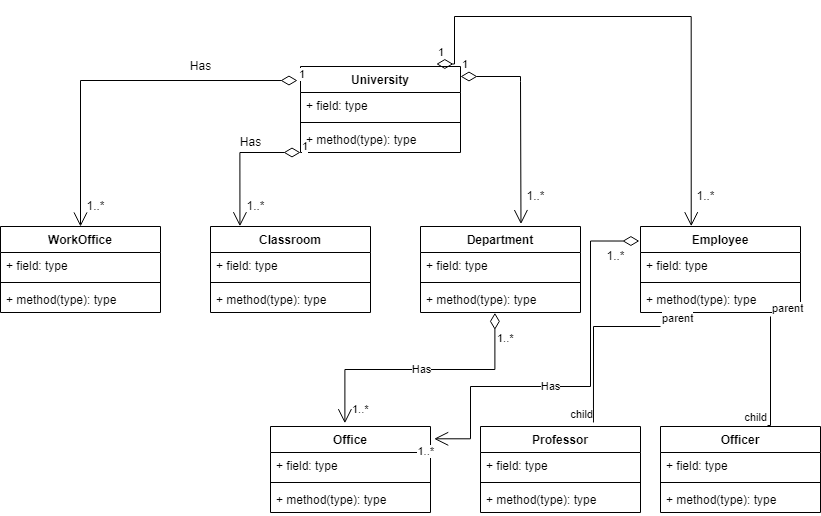 1
Has
1
1
University
+ field: type
Has
1
+ method(type): type
1..*
1..*
1..*
1..*
WorkOffice
+ field: type
+ method(type): type
Classroom
+ field: type
+ method(type): type
Department
+ field: type
+ method(type): type
Employee
1..*
+ field: type
+ method(type): type
parent
parent
1..*
Has
Has
1..*
child
child
Office
1..*
+ field: type
+ method(type): type
Professor
+ field: type
+ method(type): type
Officer
+ field: type
+ method(type): type